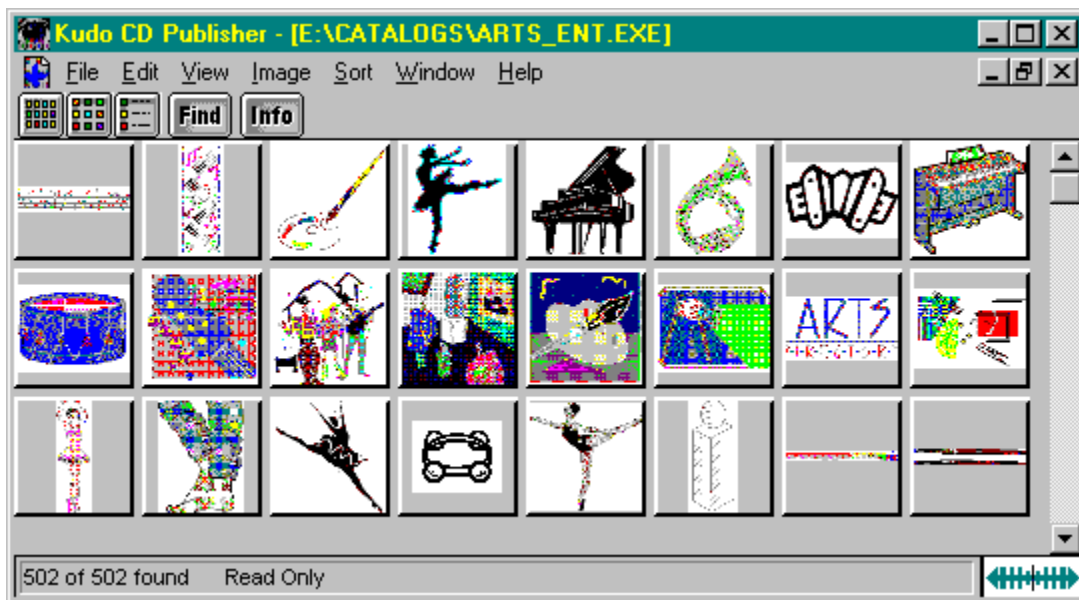 Kudo CD Publisher - [E:\CATALOGS\ARTS_ENT.EXE]
File Edit View Image Sort Window Help
Find Info
ARTS
502 of 502 found Read Only